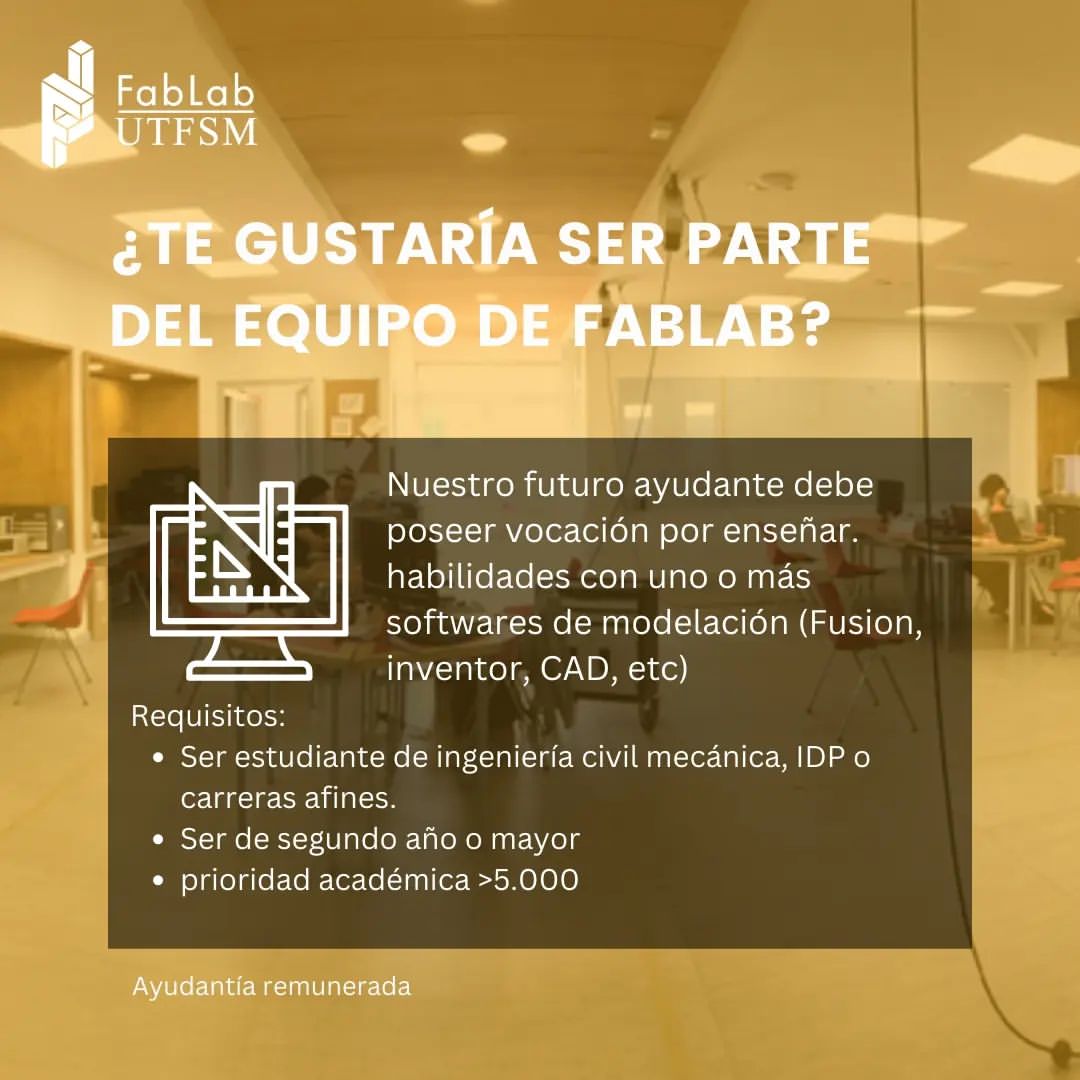 FabLab
UTFSM
¿TE GUSTARÍA SER PARTE
DEL EQUIPO DE FABLAB?
Nuestro futuro ayudante debe
poseer vocación por enseñar.
habilidades con uno o más
softwares de modelación (Fusion,
inventor, CAD, etc)
Requisitos:
• Ser estudiante de ingeniería civil mecánica, IDP o
carreras afines.
• Ser de segundo año o mayor
• prioridad académica >5.000
Ayudantía remunerada